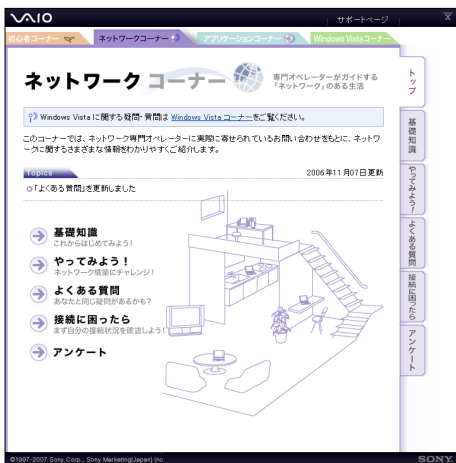 VAIO
サポートページ
初心者コーナー
ネットワークコーナー
アプリケーションコーナー
Windows Vistaコーナー
ネットワーク コーナー
専門オペレーターがガイドする
「ネットワーク」のある生活
Windows Vista に関する疑問・質問は Windows Vista コーナーをご覧ください。
このコーナーでは、ネットワーク専門オペレーターに実際に寄せられているお問い合わせをもとに、ネットワ
ークに関するさまざまな情報をわかりやすくご紹介します。
Topics
2006年11月07日更新
「よくある質問」を更新しました
基礎知識
これからはじめてみよう!
やってみよう!
ネットワーク構築にチャレンジ!
よくある質問
あなたと同じ疑問があるかも?
接続に困ったら
まず自分の接続状況を確認しよう!
アンケート
トップ
基礎知識
やってみよう!
よくある質問
接続に困ったら
アンケート
©1997-2007 Sony Corp., Sony Marketing(Japan) Inc.
SONY